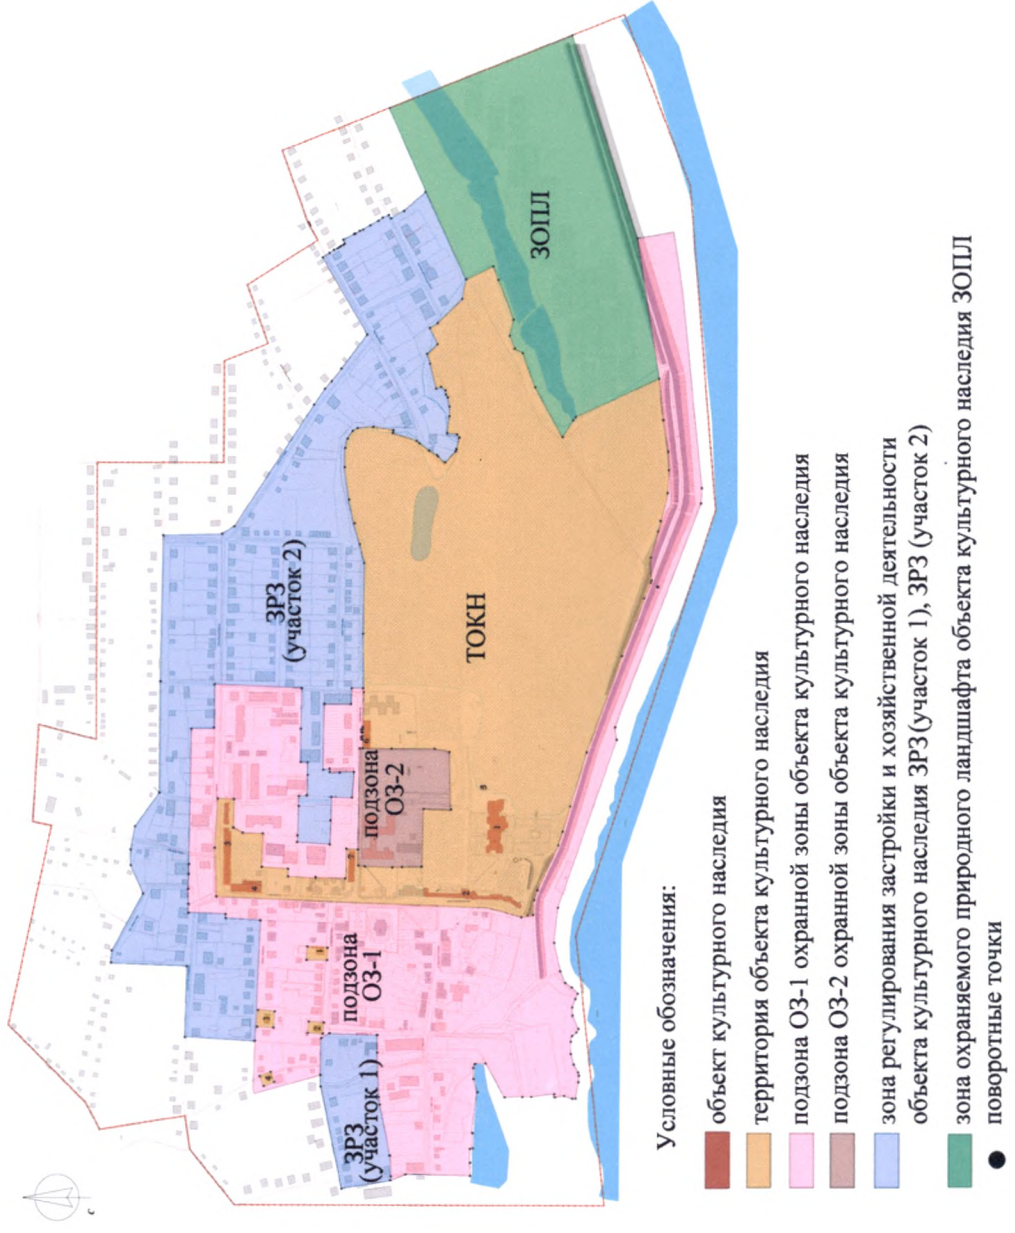 ЗРЗ
(участок 1)
подзона
ОЗ-1
подзона
ОЗ-2
ЗРЗ
(участок 2)
ТОКН
ЗОПЛ
с
Условные обозначения:
объект культурного наследия
территория объекта культурного наследия
подзона ОЗ-1 охранной зоны объекта культурного наследия
подзона ОЗ-2 охранной зоны объекта культурного наследия
зона регулирования застройки и хозяйственной деятельности
объекта культурного наследия ЗРЗ(участок 1), ЗРЗ (участок 2)
зона охраняемого природного ландшафта объекта культурного наследия ЗОПЛ
поворотные точки